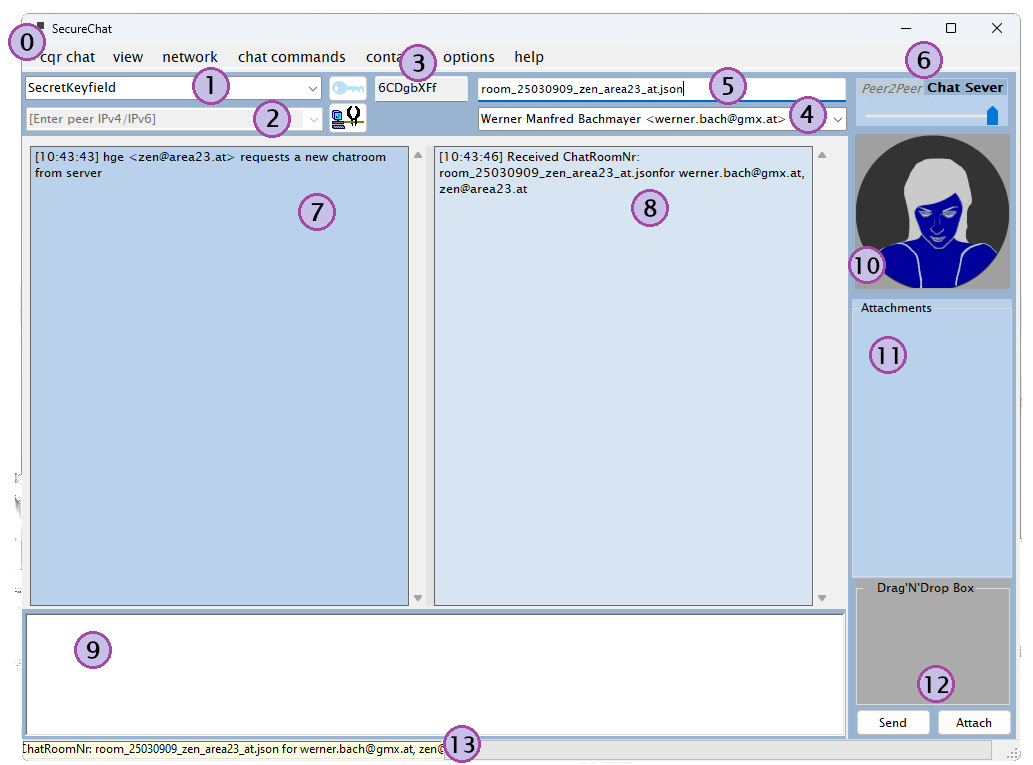 SecureChat
0
cqr chat view network chat commands options help
3
6
SecretKeyfield
1
6CDgbXFf
room_25030909_zen_area23_at.json
5
Peer2Peer Chat Sever
[Enter peer IPv4/IPv6]
2
Werner Manfred Bachmayer <werner.bach@gmx.at>
4
[10:43:43] hge <zen@area23.at> requests a new chatroom
from server
7
[10:43:46] Received ChatRoomNr:
room_25030909_zen_area23_at.jsonfor werner.bach@gmx.at,
zen@area23.at
8
10
Attachments
11
Drag'N'Drop Box
12
9
Send Attach
ChatRoomNr: room_25030909_zen_area23_at.json for werner.bach@gmx.at, zen@
13